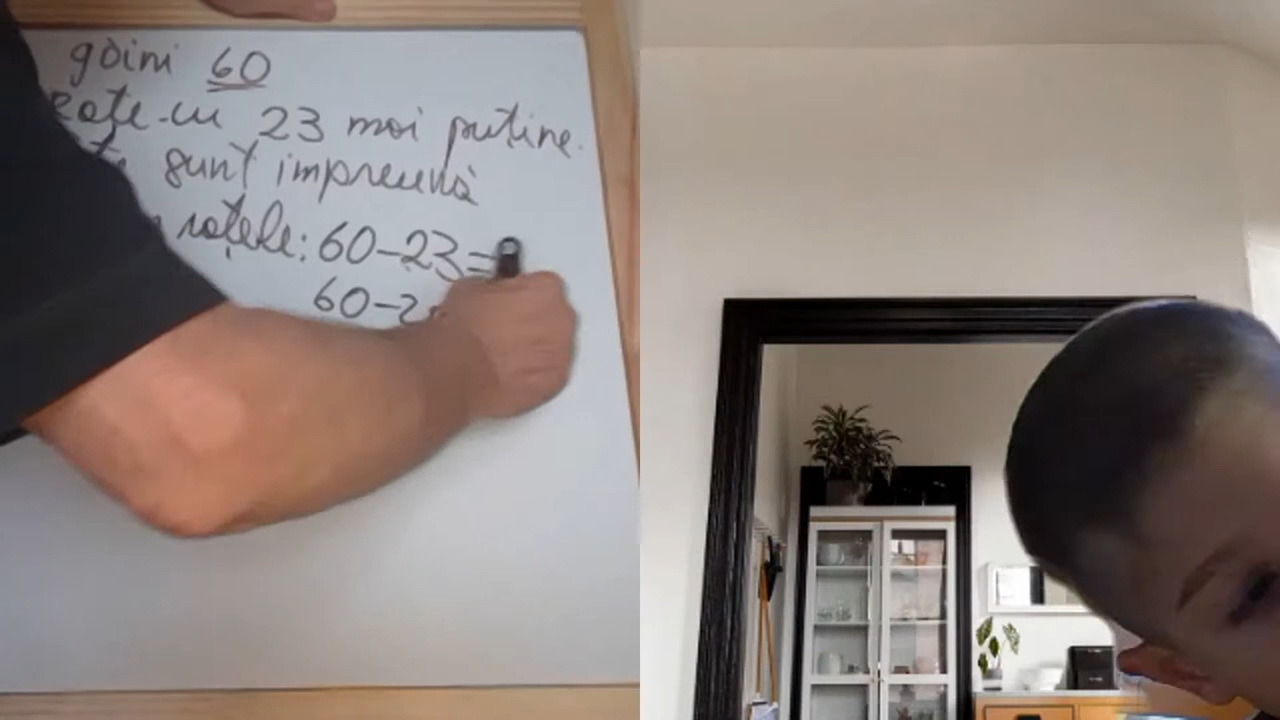 găini 60
Rațe-cu 23 mai puține.
sunt împreună
rațele: 60-23=
60-2